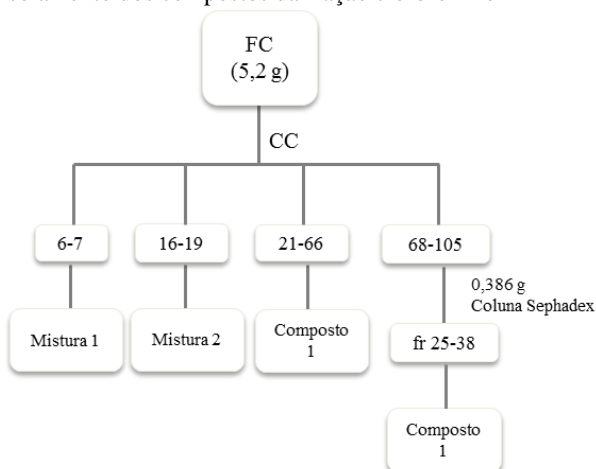 FC
(5,2 g)
CC
6-7
16-19
21-66
68-105
0,386 g
Coluna Sephadex
Mistura 1
Mistura 2
Composto
1
fr 25-38
Composto
1